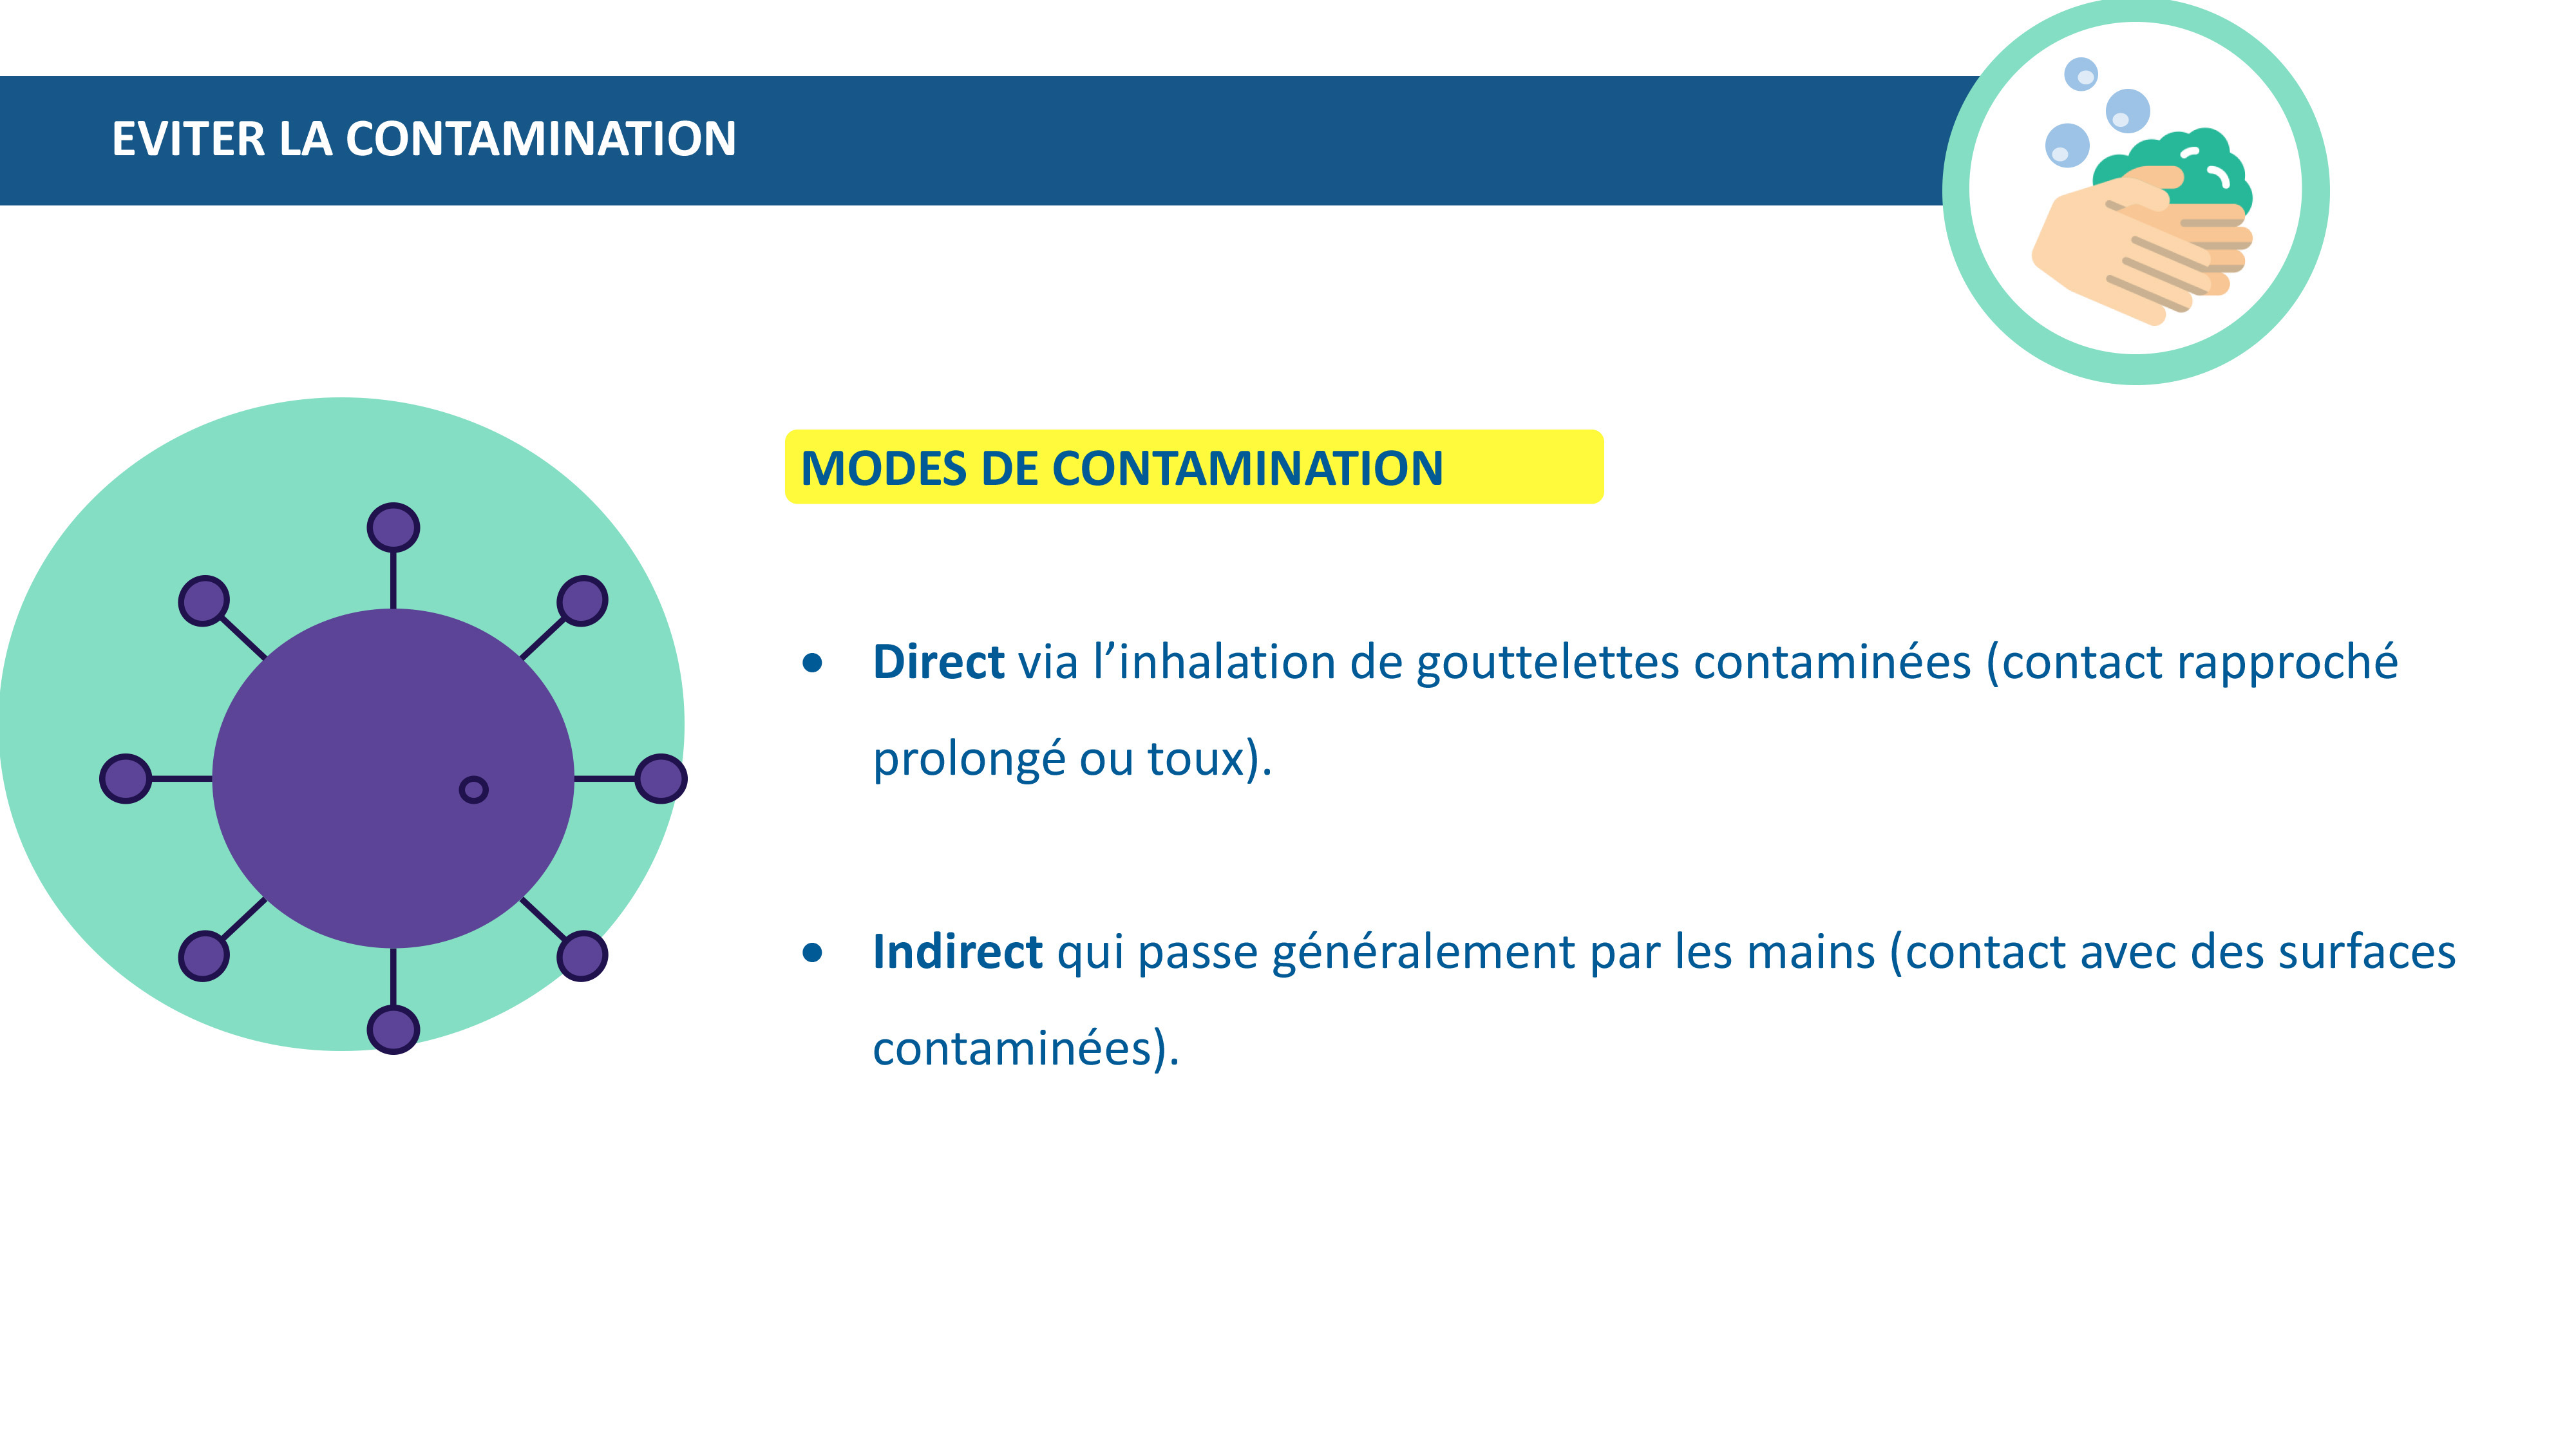 EVITER LA CONTAMINATION
MODES DE CONTAMINATION
• Direct via l’inhalation de gouttelettes contaminées (contact rapproché
prolongé ou toux).
• Indirect qui passe généralement par les mains (contact avec des surfaces
contaminées).